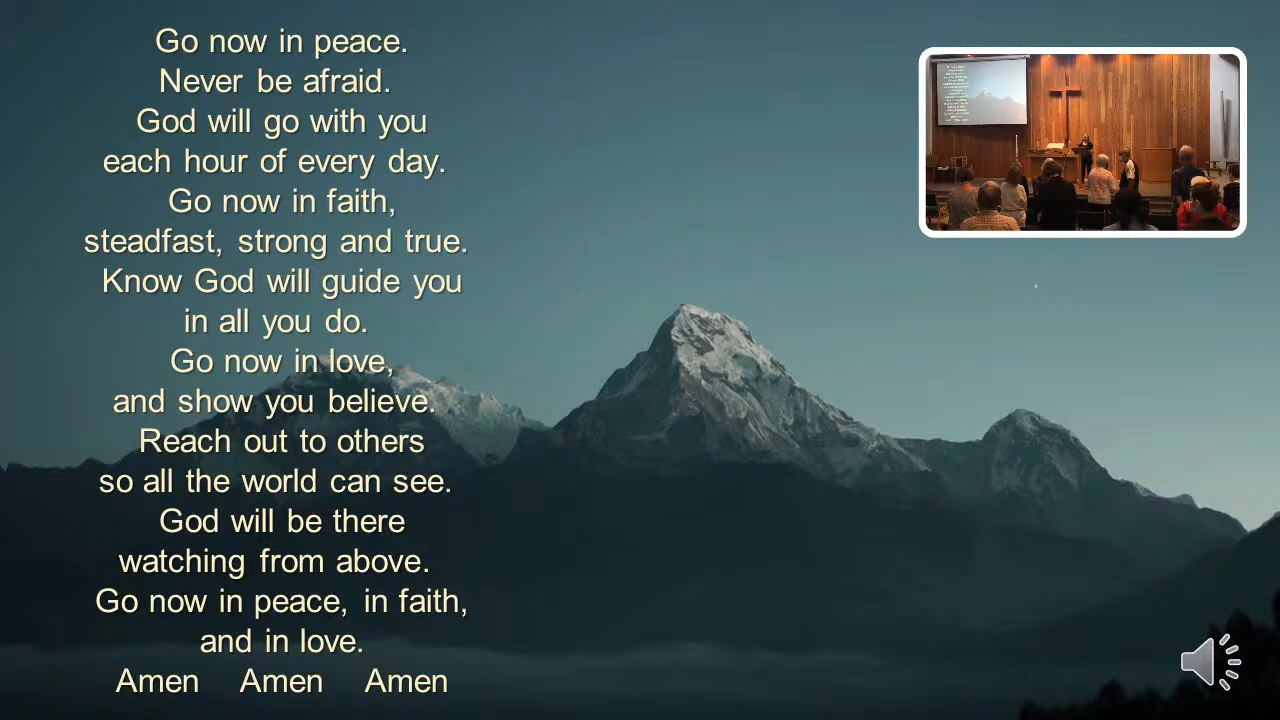 Go now in peace.
Never be afraid.
God will go with you
each hour of every day.
Go now in faith,
steadfast, strong and true.
Know God will guide you
in all you do.
Go now in love,
and show you believe.
Reach out to others
so all the world can see.
God will be there
watching from above.
Go now in peace, in faith,
and in love.
Amen Amen Amen